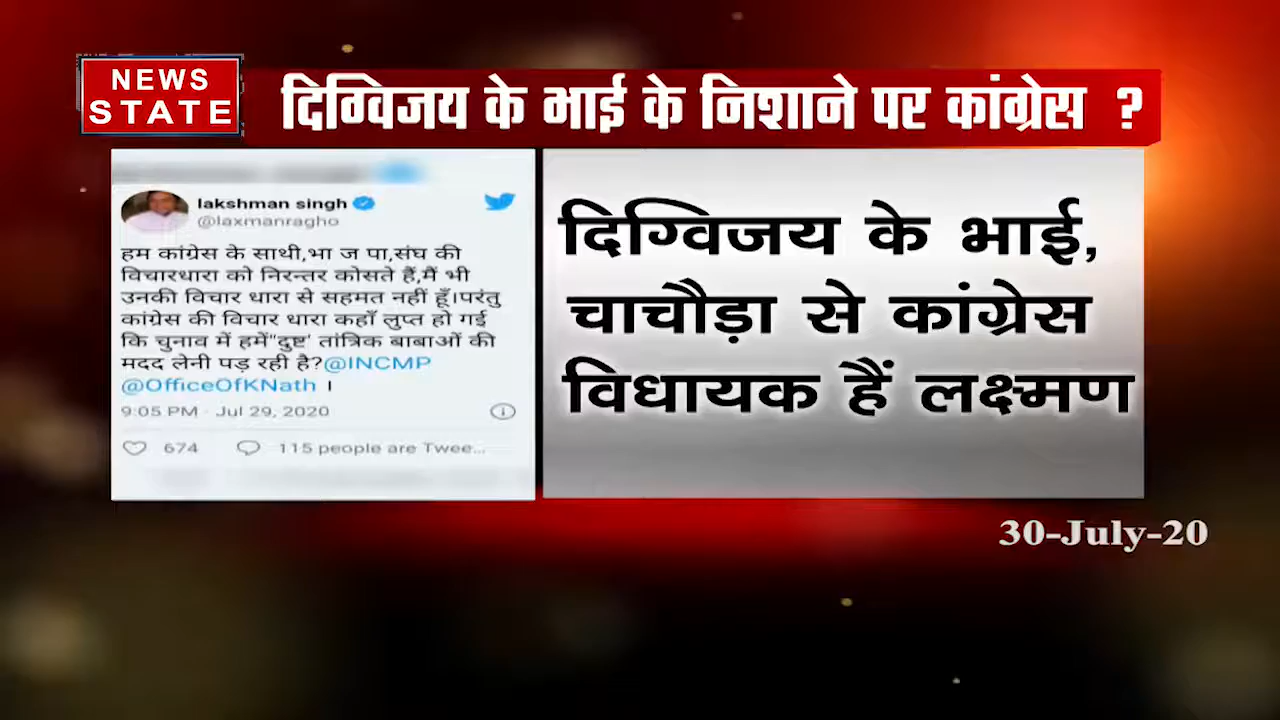 NEWS
STATE
दिग्विजय के भाई के निशाने पर कांग्रेस ?
lakshman singh
@laxmanragho
हम कांग्रेस के साथी,भा ज पा,संघ की
विचारधारा को निरन्तर कोसते हैं,मैं भी
उनकी विचार धारा से सहमत नहीं हूँ।परंतु
कांग्रेस की विचार धारा कहाँ लुप्त हो गई
कि चुनाव में हमें"दुष्ट' तांत्रिक बाबाओं की
मदद लेनी पड़ रही है?@INCMP
@OfficeOfKNath ।
9:05 PM · Jul 29, 2020
674 115 people are Twee...
दिग्विजय के भाई,
चाचौड़ा से कांग्रेस
विधायक हैं लक्ष्मण
30-July-20